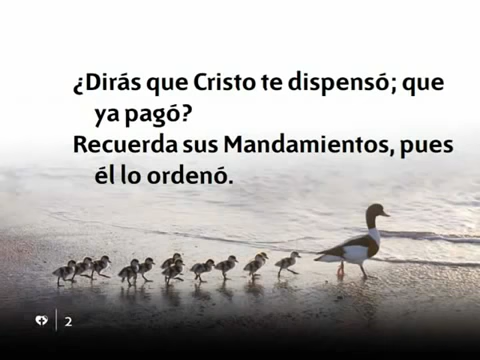 ¿Dirás que Cristo te dispensó; que
ya pagó?
Recuerda sus Mandamientos, pues
él lo ordenó.
2